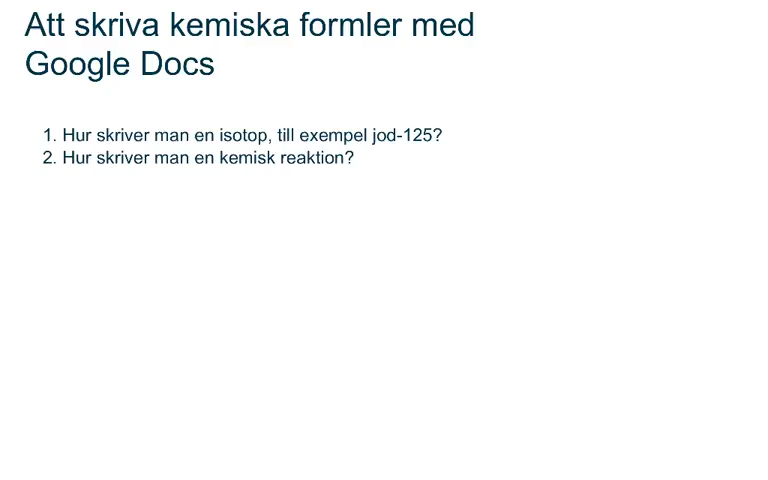 Att skriva kemiska formler med
Google Docs
1. Hur skriver man en isotop, till exempel jod-125?
2. Hur skriver man en kemisk reaktion?